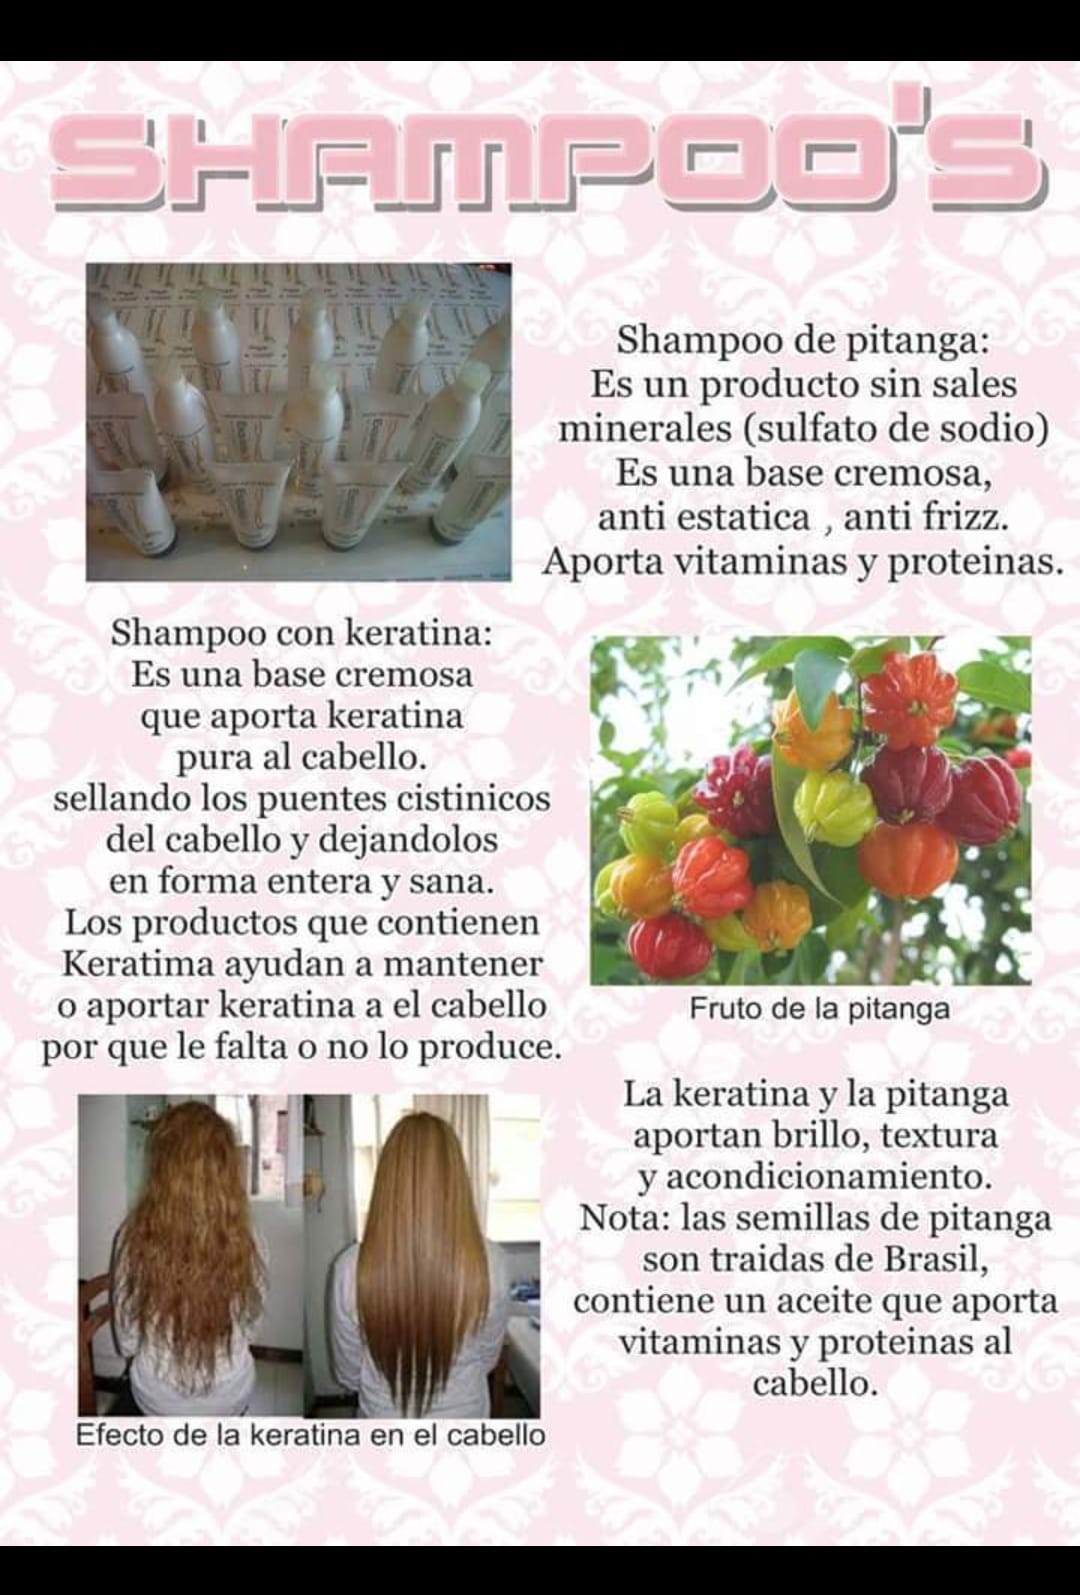 SHAMPOO'S
Shampoo de pitanga:
Es un producto sin sales
minerales (sulfato de sodio)
Es una base cremosa,
anti estatica , anti frizz.
Aporta vitaminas y proteinas.
Shampoo con keratina:
Es una base cremosa
que aporta keratina
pura al cabello.
sellando los puentes cistinicos
del cabello y dejandolos
en forma entera y sana.
Los productos que contienen
Keratima ayudan a mantener
o aportar keratina a el cabello
por que le falta o no lo produce.
Fruto de la pitanga
La keratina y la pitanga
aportan brillo, textura
y acondicionamiento.
Nota: las semillas de pitanga
son traidas de Brasil,
contiene un aceite que aporta
vitaminas y proteinas al
cabello.
Efecto de la keratina en el cabello